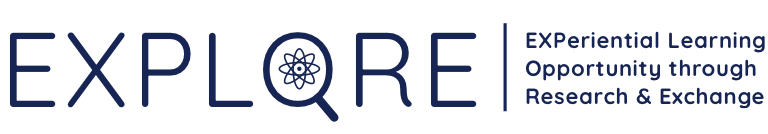 EXPLORE
EXPeriential Learning
Opportunity through
Research & Exchange